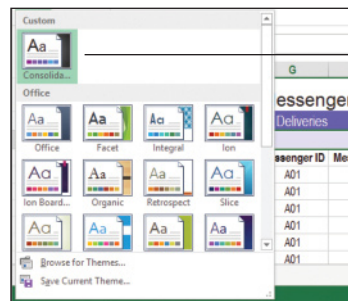 Custom
Aa
Consolida...
Office
Aa Aa Aa Aa
Office Facet Integral Ion
Aa Aa Aa Aa
Ion Board... Organic Retrospect Slice
Aa Aa Aa Aa
Browse for Themes...
Save Current Theme...
G
essenger
Deliveries
ssenger ID Me
A01
A01
A01
A01
A01
A01